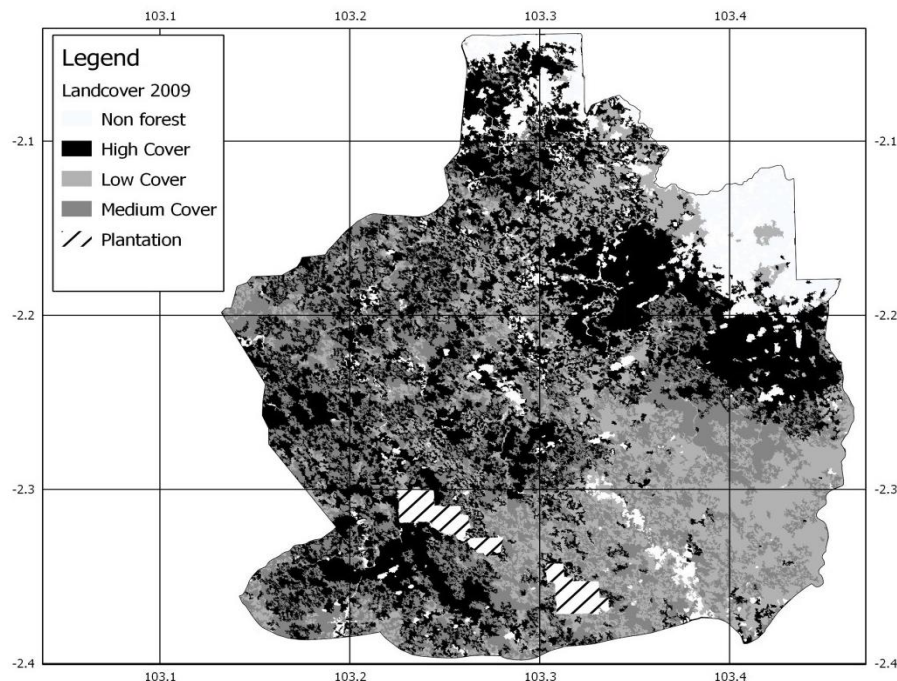 103.1 103.2 103.3 103.4
Legend
Landcover 2009
Non forest
High Cover
Low Cover
Medium Cover
Plantation
-2.1 -2.1
-2.2 -2.2
-2.3 -2.3
-2.4 -2.4
103.1 103.2 103.3 103.4